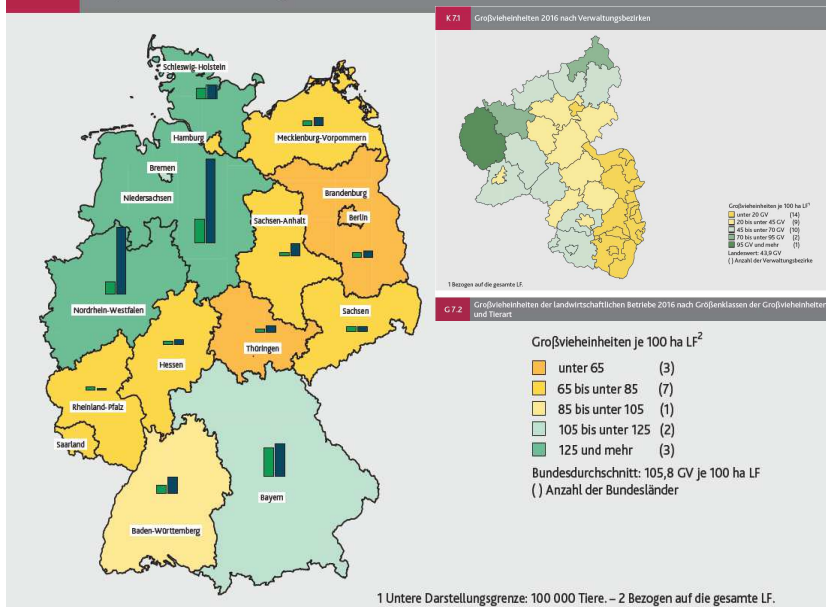 K 7.1 Großvieheinheiten 2016 nach Verwaltungsbezirken
Schleswig-Holstein
Hamburg
Mecklenburg-Vorpommern
Bremen
Niedersachsen
Brandenburg
Berlin
Sachsen-Anhalt
Nordrhein-Westfalen
Sachsen
Thüringen
Hessen
Rheinland-Pfalz
Saarland
Bayern
Baden-Württemberg
Großvieheinheiten je 100 ha LF¹
unter 20 GV (14)
20 bis unter 45 GV (9)
45 bis unter 70 GV (10)
70 bis unter 95 GV (2)
95 GV und mehr (1)
Landeswert: 43,9 GV
( ) Anzahl der Verwaltungsbezirke
1 Bezogen auf die gesamte LF.
G 7.2 Großvieheinheiten der landwirtschaftlichen Betriebe 2016 nach Größenklassen der Großvieheinheiten
und Tierart
Großvieheinheiten je 100 ha LF²
unter 65 (3)
65 bis unter 85 (7)
85 bis unter 105 (1)
105 bis unter 125 (2)
125 und mehr (3)
Bundesdurchschnitt: 105,8 GV je 100 ha LF
( ) Anzahl der Bundesländer
1 Untere Darstellungsgrenze: 100 000 Tiere. – 2 Bezogen auf die gesamte LF.